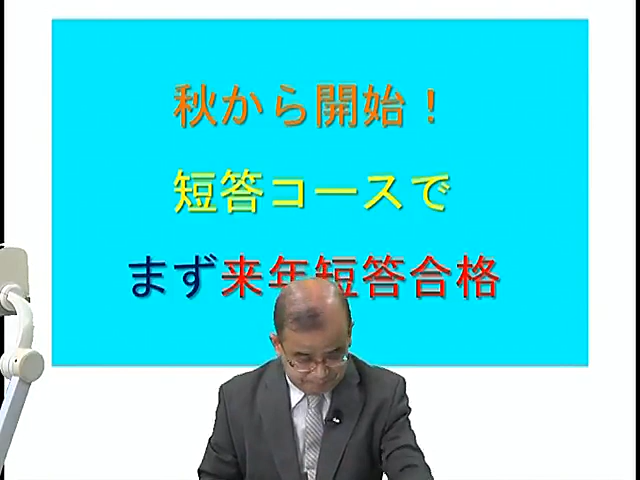 秋から開始！
短答コースで
まず来年短答合格